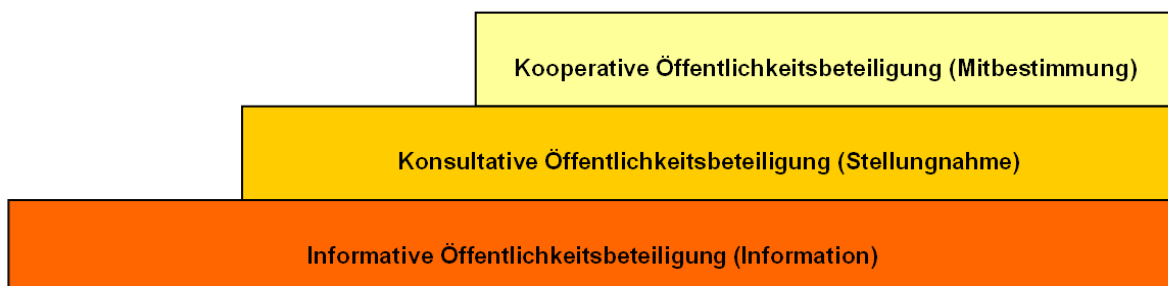 Kooperative Öffentlichkeitsbeteiligung (Mitbestimmung)
Konsultative Öffentlichkeitsbeteiligung (Stellungnahme)
Informative Öffentlichkeitsbeteiligung (Information)